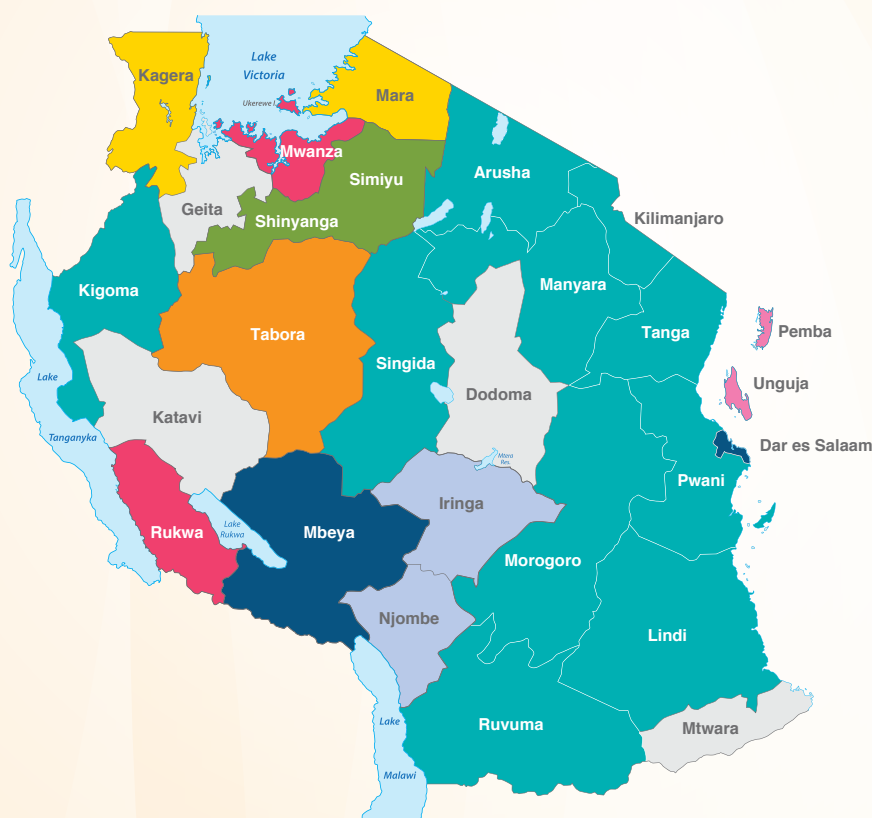 Lake
Victoria
Kagera
Mara
Ukerewe I.
Mwanza
Simiyu
Arusha
Geita
Shinyanga
Kilimanjaro
Kigoma
Manyara
Tabora
Tanga
Pemba
Singida
Lake
Unguja
Dodoma
Katavi
Tanganyka
Dar es Salaam
Mtera
Res.
Pwani
Iringa
Lake
Rukwa
Rukwa
Mbeya
Morogoro
Njombe
Lindi
Ruvuma
Mtwara
Lake
Malawi